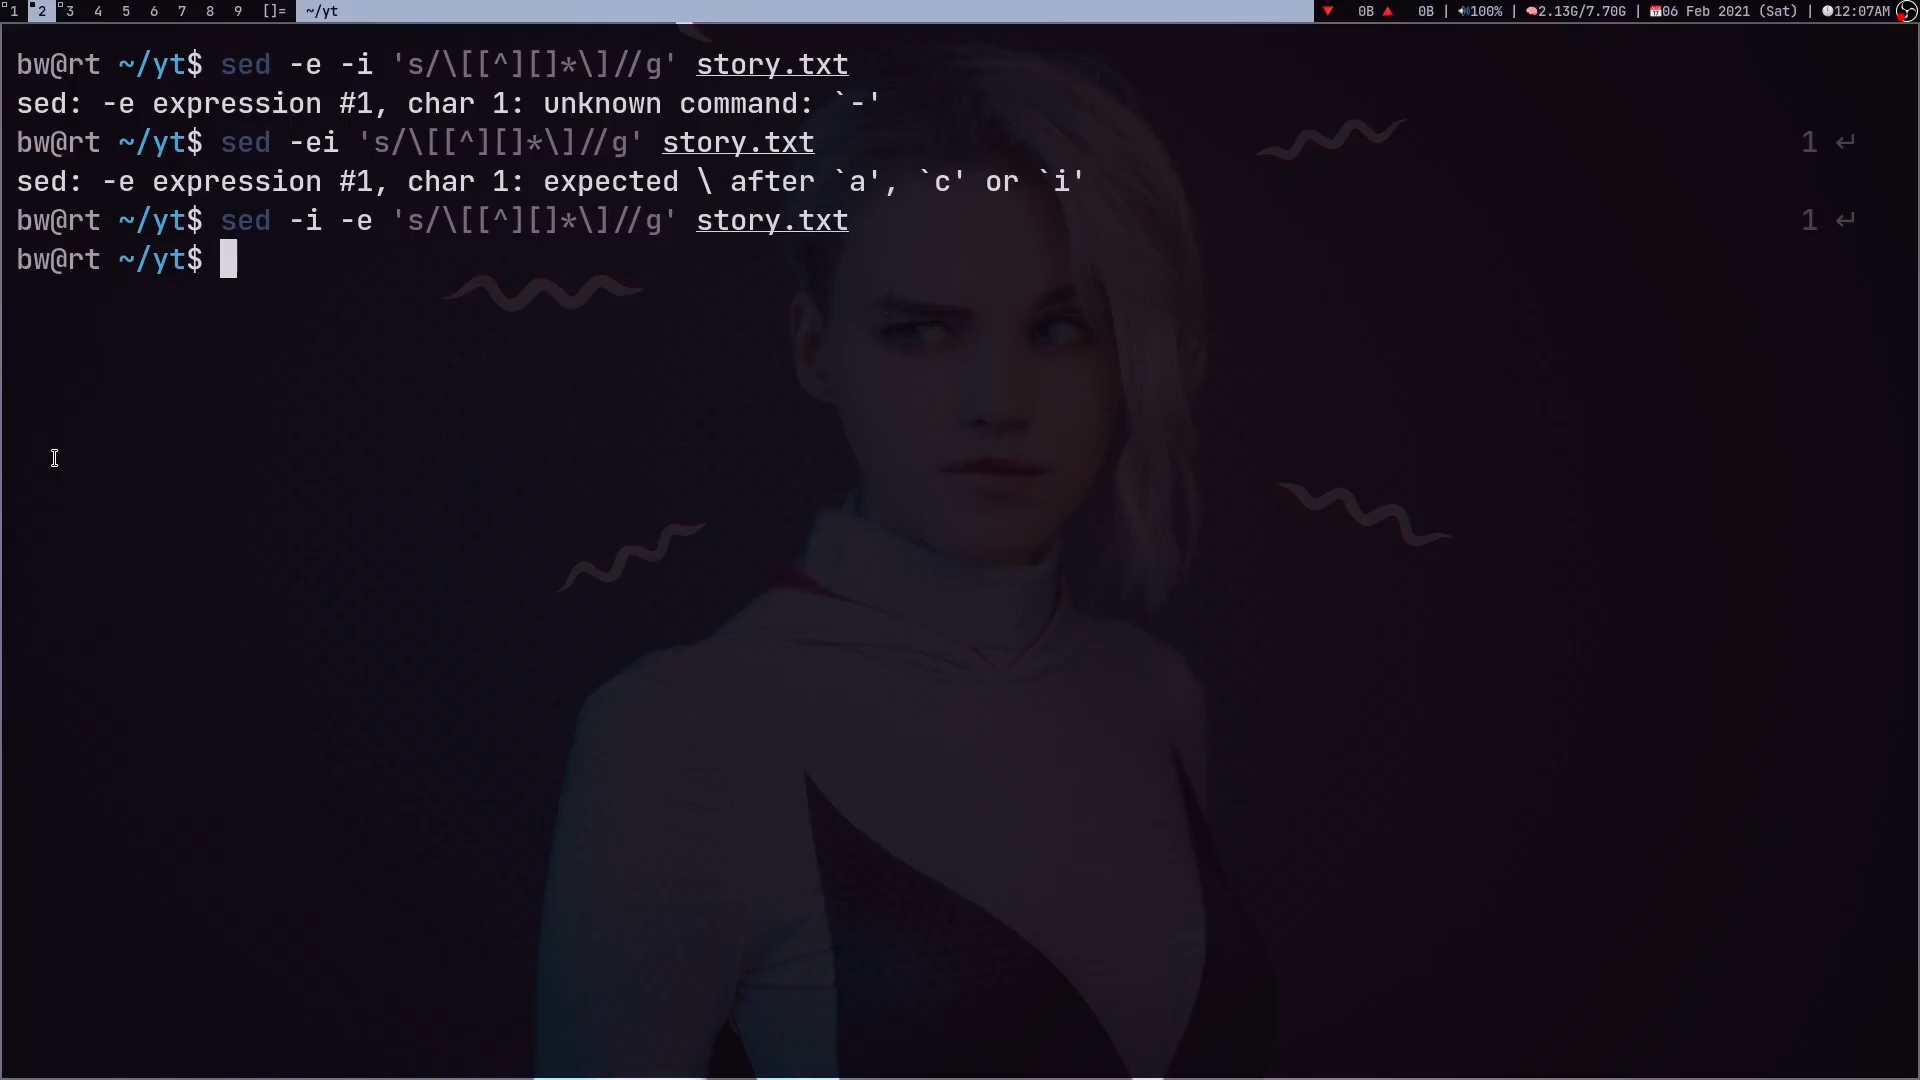 1 2 3 4 5 6 7 8 9 []= ~/yt 0B 0B | 100% | 2.13G/7.70G | 06 Feb 2021 (Sat) | 12:07AM
bw@rt ~/yt$ sed -e -i 's/\[[^][]*\]//g' story.txt
sed: -e expression #1, char 1: unknown command: `-'
bw@rt ~/yt$ sed -ei 's/\[[^][]*\]//g' story.txt 1 ↵
sed: -e expression #1, char 1: expected \ after `a', `c' or `i'
bw@rt ~/yt$ sed -i -e 's/\[[^][]*\]//g' story.txt 1 ↵
bw@rt ~/yt$